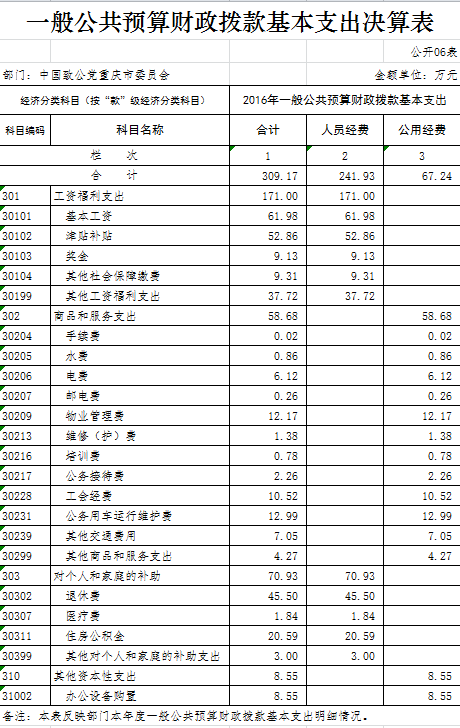 一般公共预算财政拨款基本支出决算表
公开06表
部门：中国致公党重庆市委员会 金额单位：万元
经济分类科目（按“款”级经济分类科目） 2016年一般公共预算财政拨款基本支出
科目编码 科目名称 合计 人员经费 公用经费
栏 次 1 2 3
合 计 309.17 241.93 67.24
301 工资福利支出 171.00 171.00
30101 基本工资 61.98 61.98
30102 津贴补贴 52.86 52.86
30103 奖金 9.13 9.13
30104 其他社会保障缴费 9.31 9.31
30199 其他工资福利支出 37.72 37.72
302 商品和服务支出 58.68 58.68
30204 手续费 0.02 0.02
30205 水费 0.86 0.86
30206 电费 6.12 6.12
30207 邮电费 0.26 0.26
30209 物业管理费 12.17 12.17
30213 维修（护）费 1.38 1.38
30216 培训费 0.78 0.78
30217 公务接待费 2.26 2.26
30228 工会经费 10.52 10.52
30231 公务用车运行维护费 12.99 12.99
30239 其他交通费用 7.05 7.05
30299 其他商品和服务支出 4.27 4.27
303 对个人和家庭的补助 70.93 70.93
30302 退休费 45.50 45.50
30307 医疗费 1.84 1.84
30311 住房公积金 20.59 20.59
30399 其他对个人和家庭的补助支出 3.00 3.00
310 其他资本性支出 8.55 8.55
31002 办公设备购置 8.55 8.55
备注：本表反映部门本年度一般公共预算财政拨款基本支出明细情况。